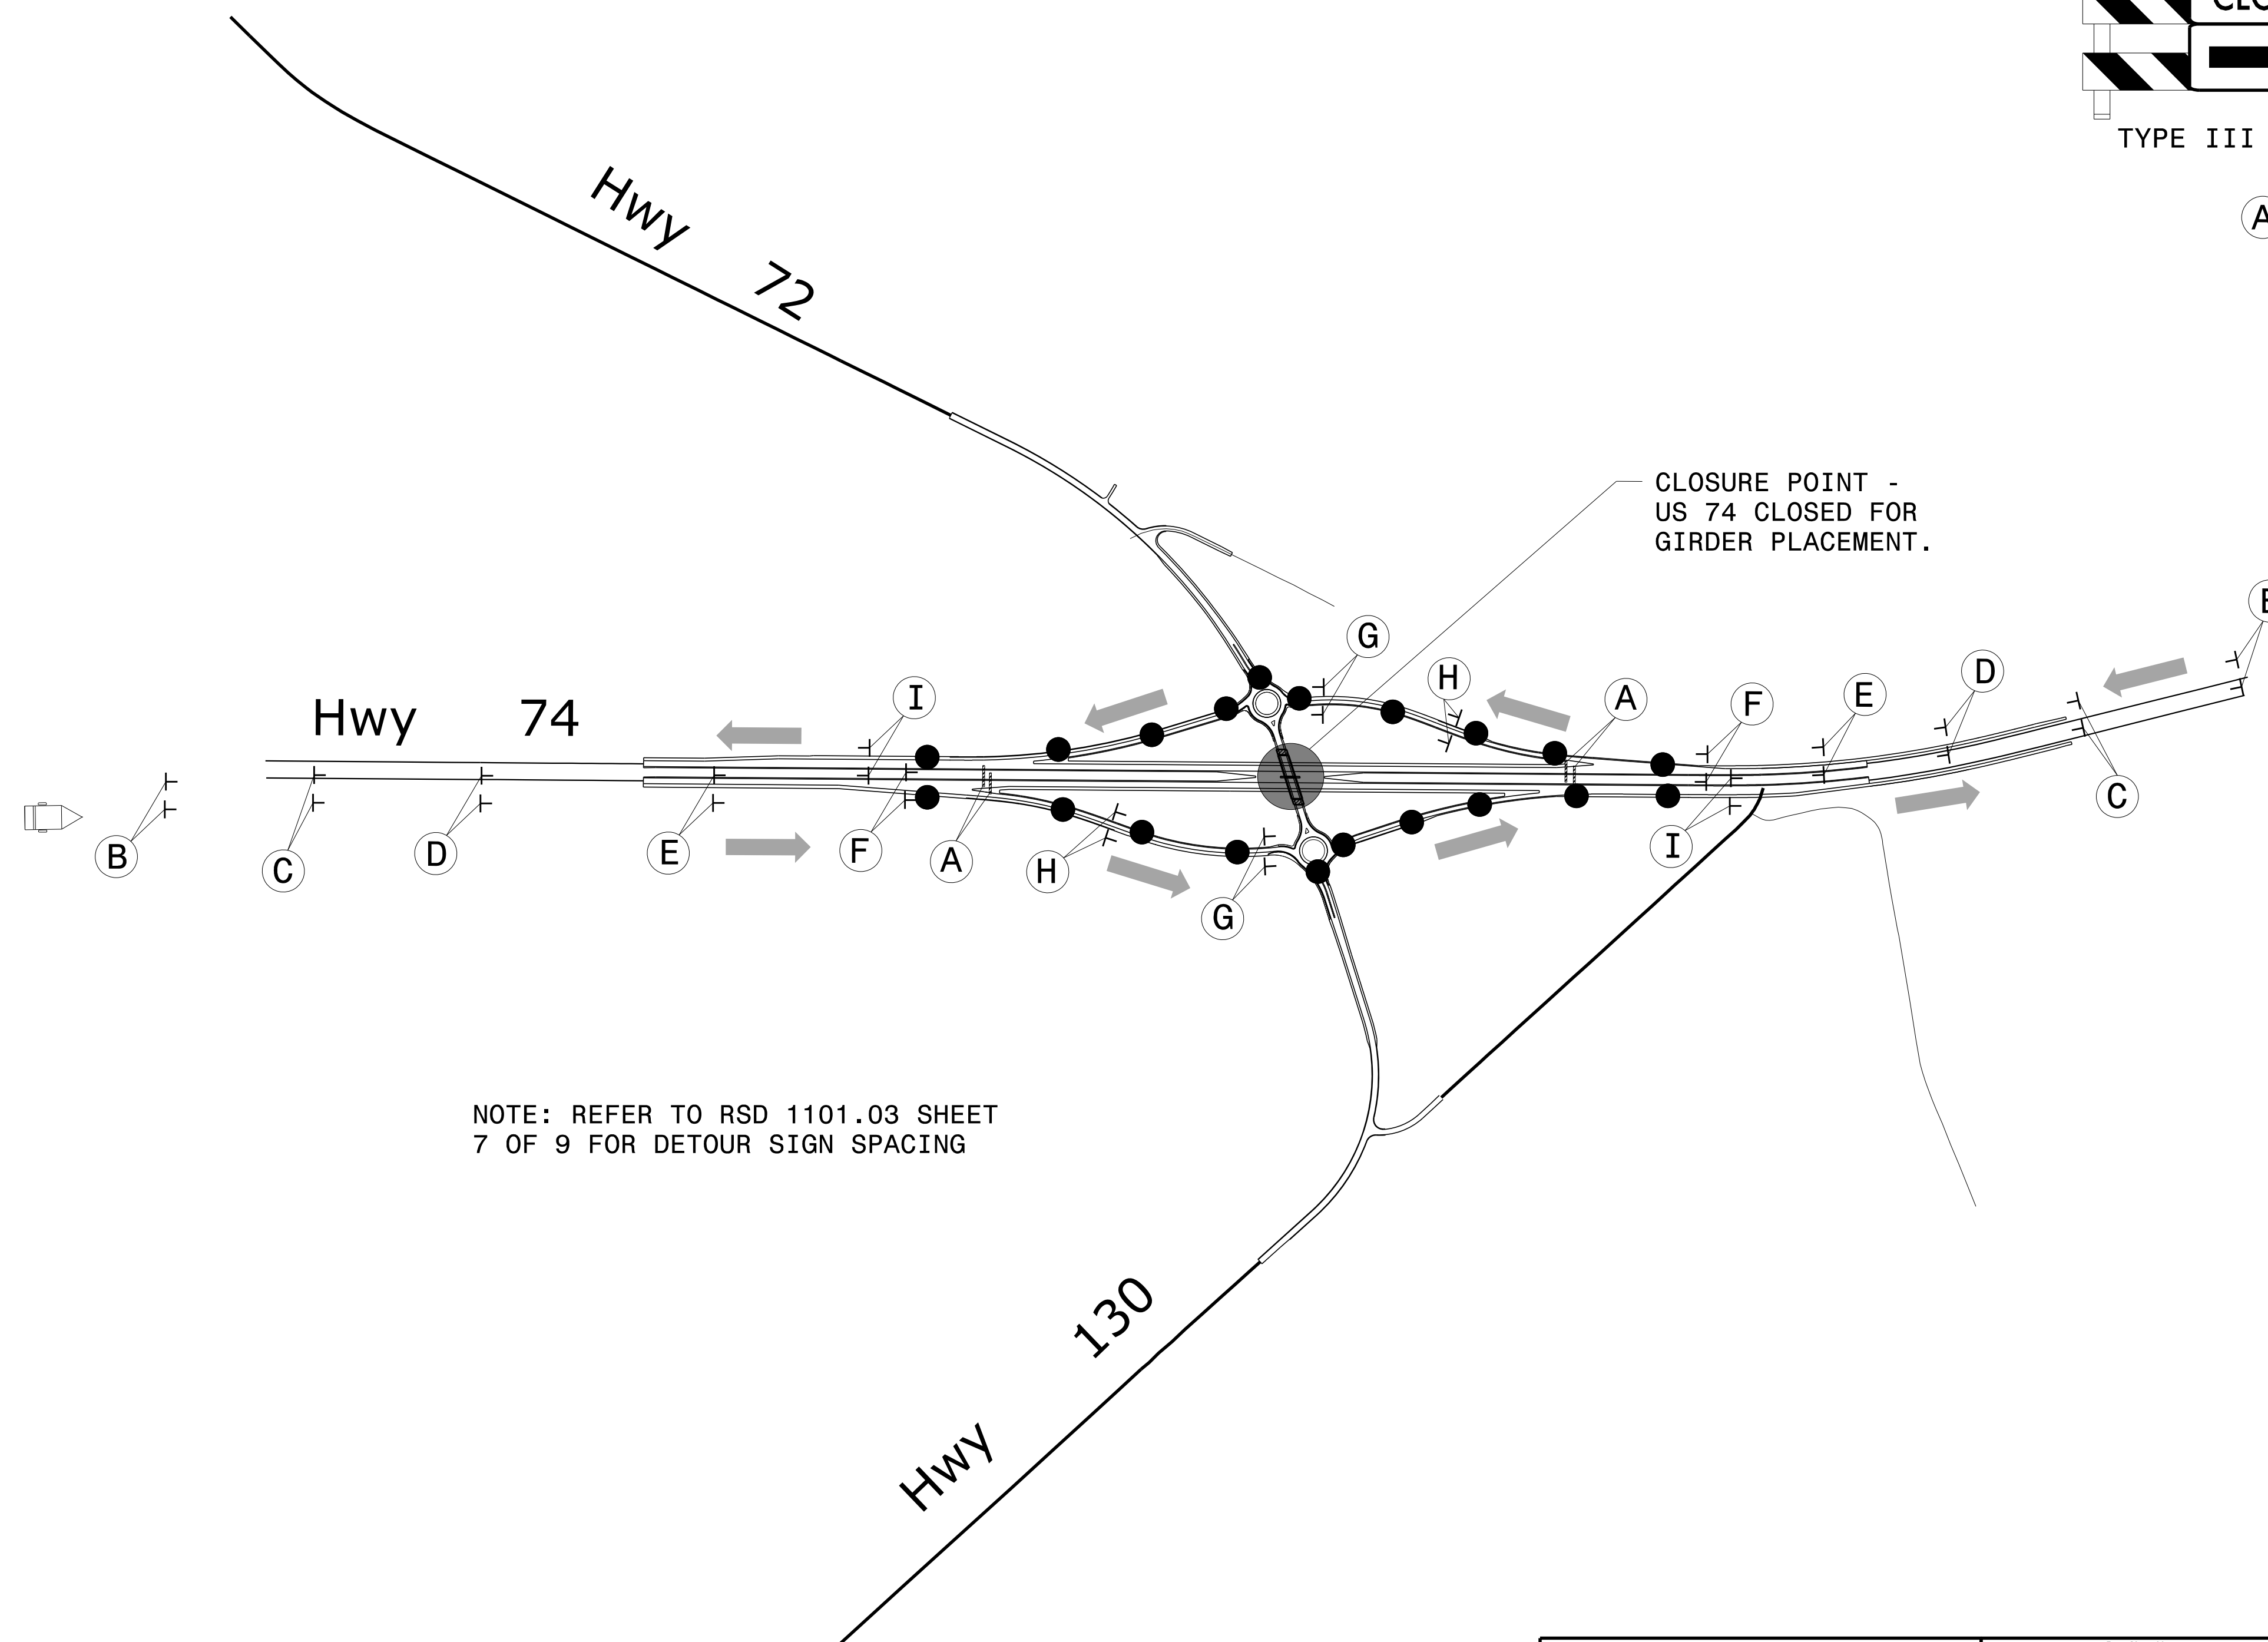 TYPE III
A
Hwy 72
CLOSURE POINT -
US 74 CLOSED FOR
GIRDER PLACEMENT.
G
H
I
A
F
E
D
Hwy 74
B
C
D
E
F
A
H
G
I
C
NOTE: REFER TO RSD 1101.03 SHEET
7 OF 9 FOR DETOUR SIGN SPACING
Hwy 130